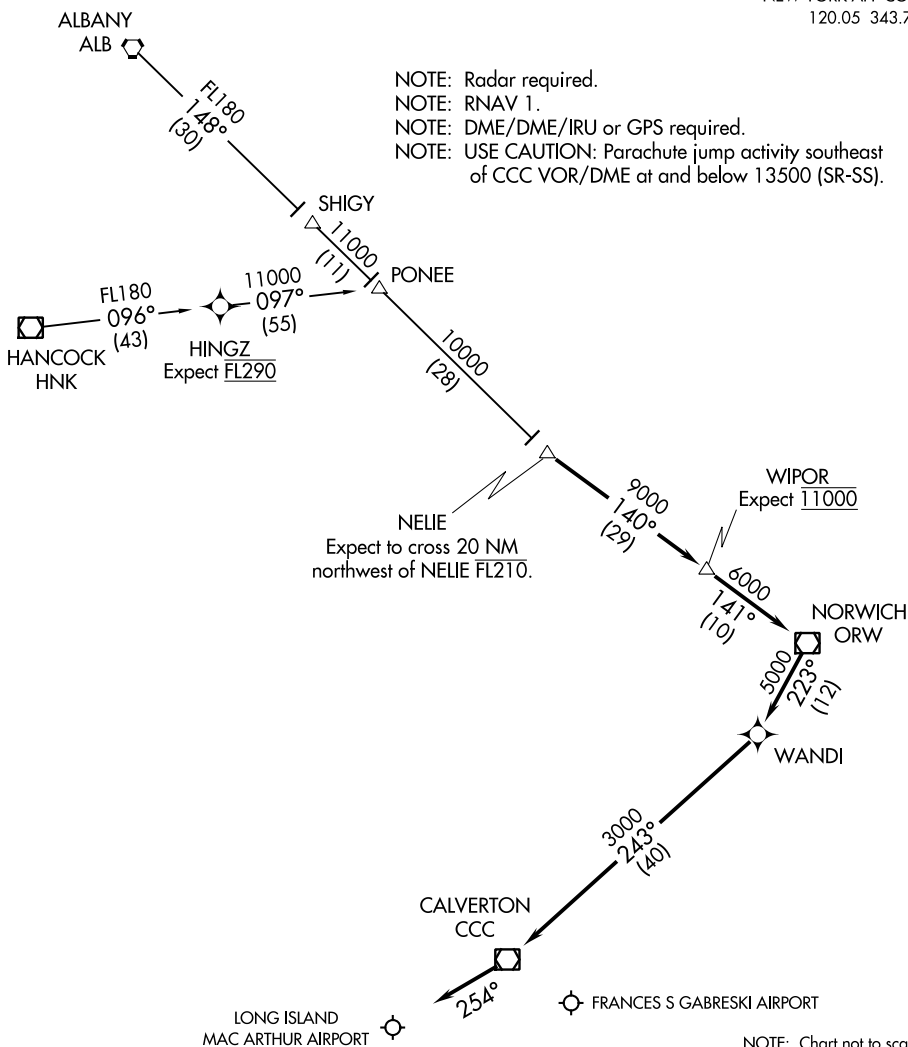 120.05 343.7
ALBANY
ALB
FL180
148°
(30)
NOTE: Radar required.
NOTE: RNAV 1.
NOTE: DME/DME/IRU or GPS required.
NOTE: USE CAUTION: Parachute jump activity southeast
of CCC VOR/DME at and below 13500 (SR-SS).
SHIGY
11000
(11)
PONEE
FL180
096°
(43)
11000
097°
(55)
HANCOCK
HNK
HINGZ
Expect FL290
10000
(28)
NELIE
Expect to cross 20 NM
northwest of NELIE FL210.
9000
140°
(29)
WIPOR
Expect 11000
6000
141°
(10)
NORWICH
ORW
5000
223°
(12)
WANDI
3000
243°
(40)
CALVERTON
CCC
254°
FRANCES S GABRESKI AIRPORT
LONG ISLAND
MAC ARTHUR AIRPORT
NOTE: Chart not to